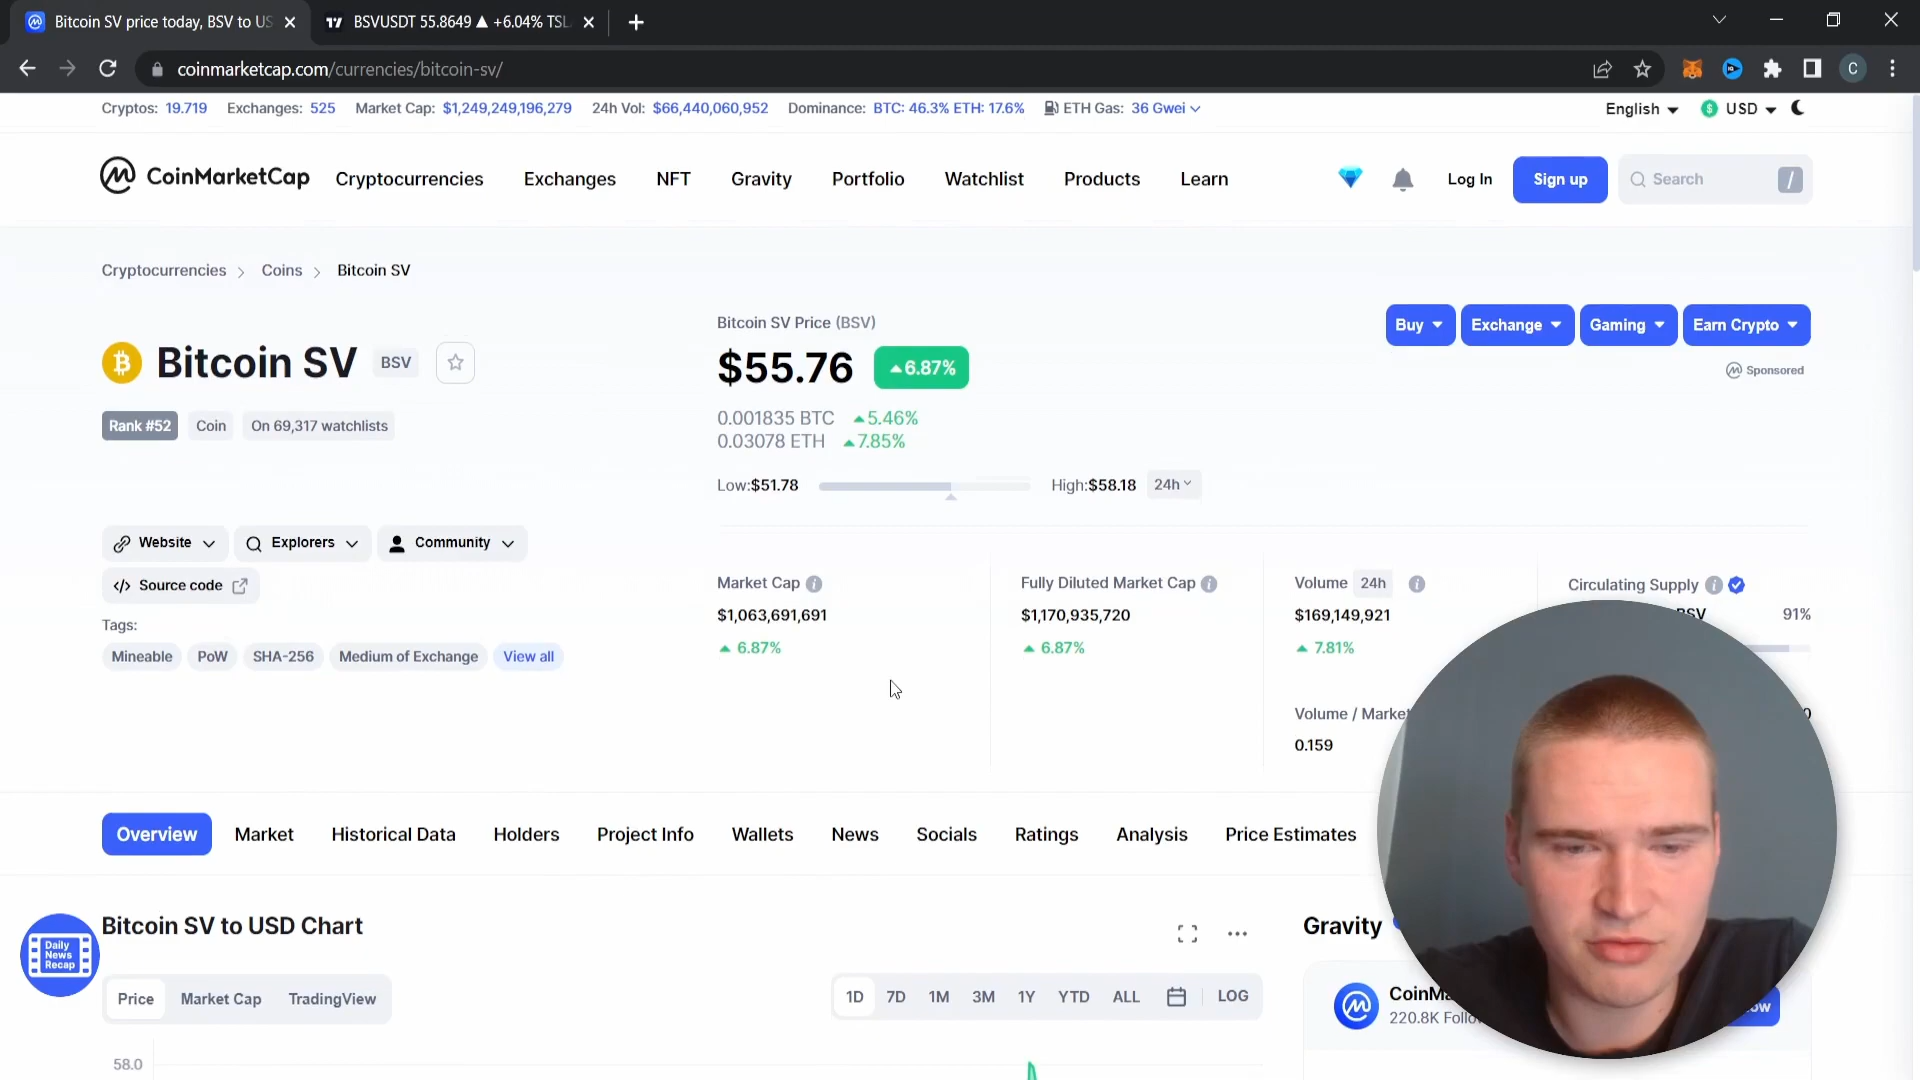 Bitcoin SV price today, BSV to US
BSVUSDT 55.8649 ▲ +6.04% TSL
coinmarketcap.com/currencies/bitcoin-sv/
C
Cryptos: 19.719 Exchanges: 525 Market Cap: $1,249,249,196,279 24h Vol: $66,440,060,952 Dominance: BTC: 46.3% ETH: 17.6% ETH Gas: 36 Gwei
English
USD
CoinMarketCap
Cryptocurrencies Exchanges NFT Gravity Portfolio Watchlist Products Learn
Log In
Sign up
Search /
Cryptocurrencies > Coins > Bitcoin SV
Bitcoin SV BSV
Rank #52 Coin On 69,317 watchlists
Website Explorers Community
Source code
Tags:
Mineable PoW SHA-256 Medium of Exchange View all
Bitcoin SV Price (BSV)
$55.76 6.87%
0.001835 BTC 5.46%
0.03078 ETH 7.85%
Low:$51.78 High:$58.18 24h
Buy Exchange Gaming Earn Crypto
Sponsored
Market Cap
$1,063,691,691
6.87%
Fully Diluted Market Cap
$1,170,935,720
6.87%
Volume 24h
$169,149,921
7.81%
Volume / Market
0.159
Circulating Supply
BSV 91%
Overview Market Historical Data Holders Project Info Wallets News Socials Ratings Analysis Price Estimates
Daily
News
Recap
Bitcoin SV to USD Chart
Price Market Cap TradingView
1D 7D 1M 3M 1Y YTD ALL LOG
58.0
Gravity
CoinMa
220.8K Follo